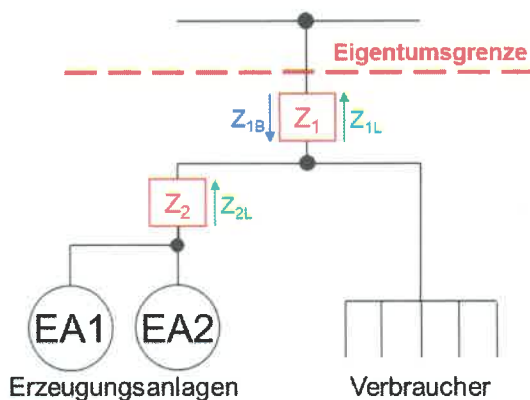 Eigentumsgrenze
Z1B Z1 Z1L
Z2 Z2L
EA1 EA2
Erzeugungsanlagen Verbraucher